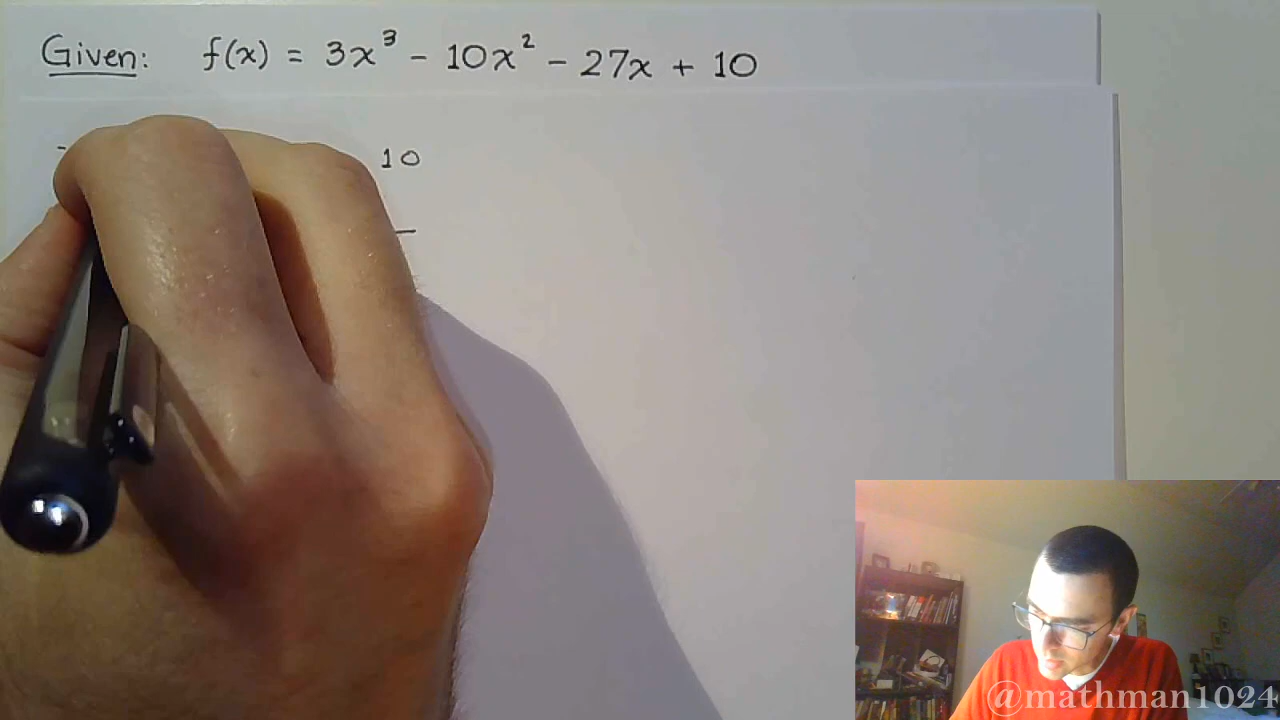 Given: f(x) = 3x³ - 10x² - 27x + 10
10
@mathman1024